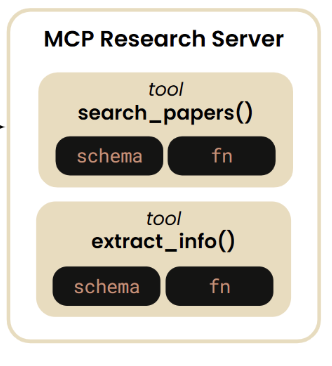 MCP Research Server
tool
search_papers()
schema fn
tool
extract_info()
schema fn